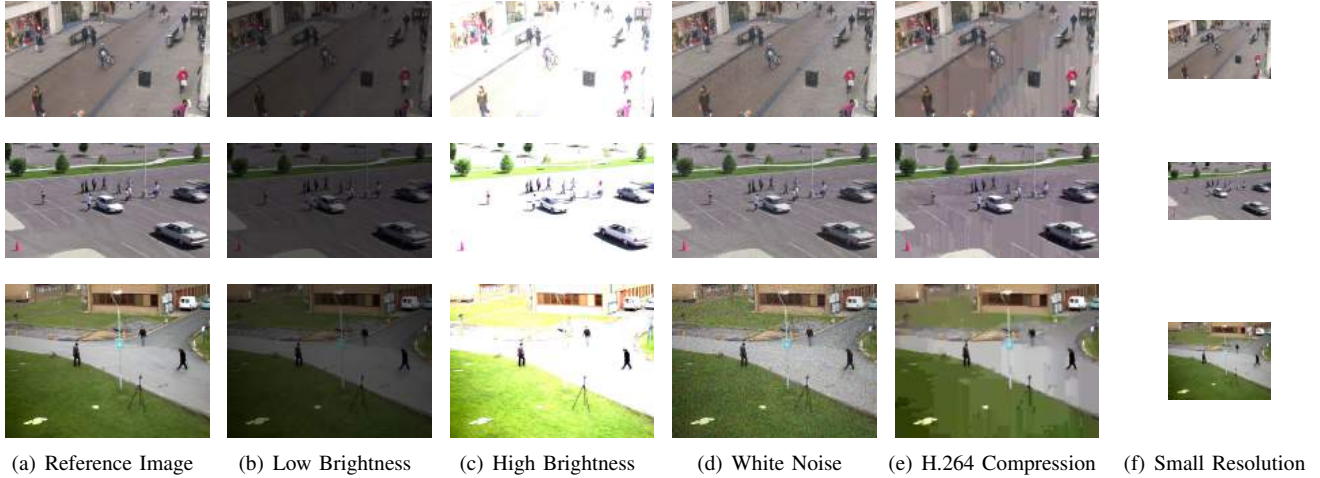 (a) Reference Image
(b) Low Brightness
(c) High Brightness
(d) White Noise
(e) H.264 Compression
(f) Small Resolution